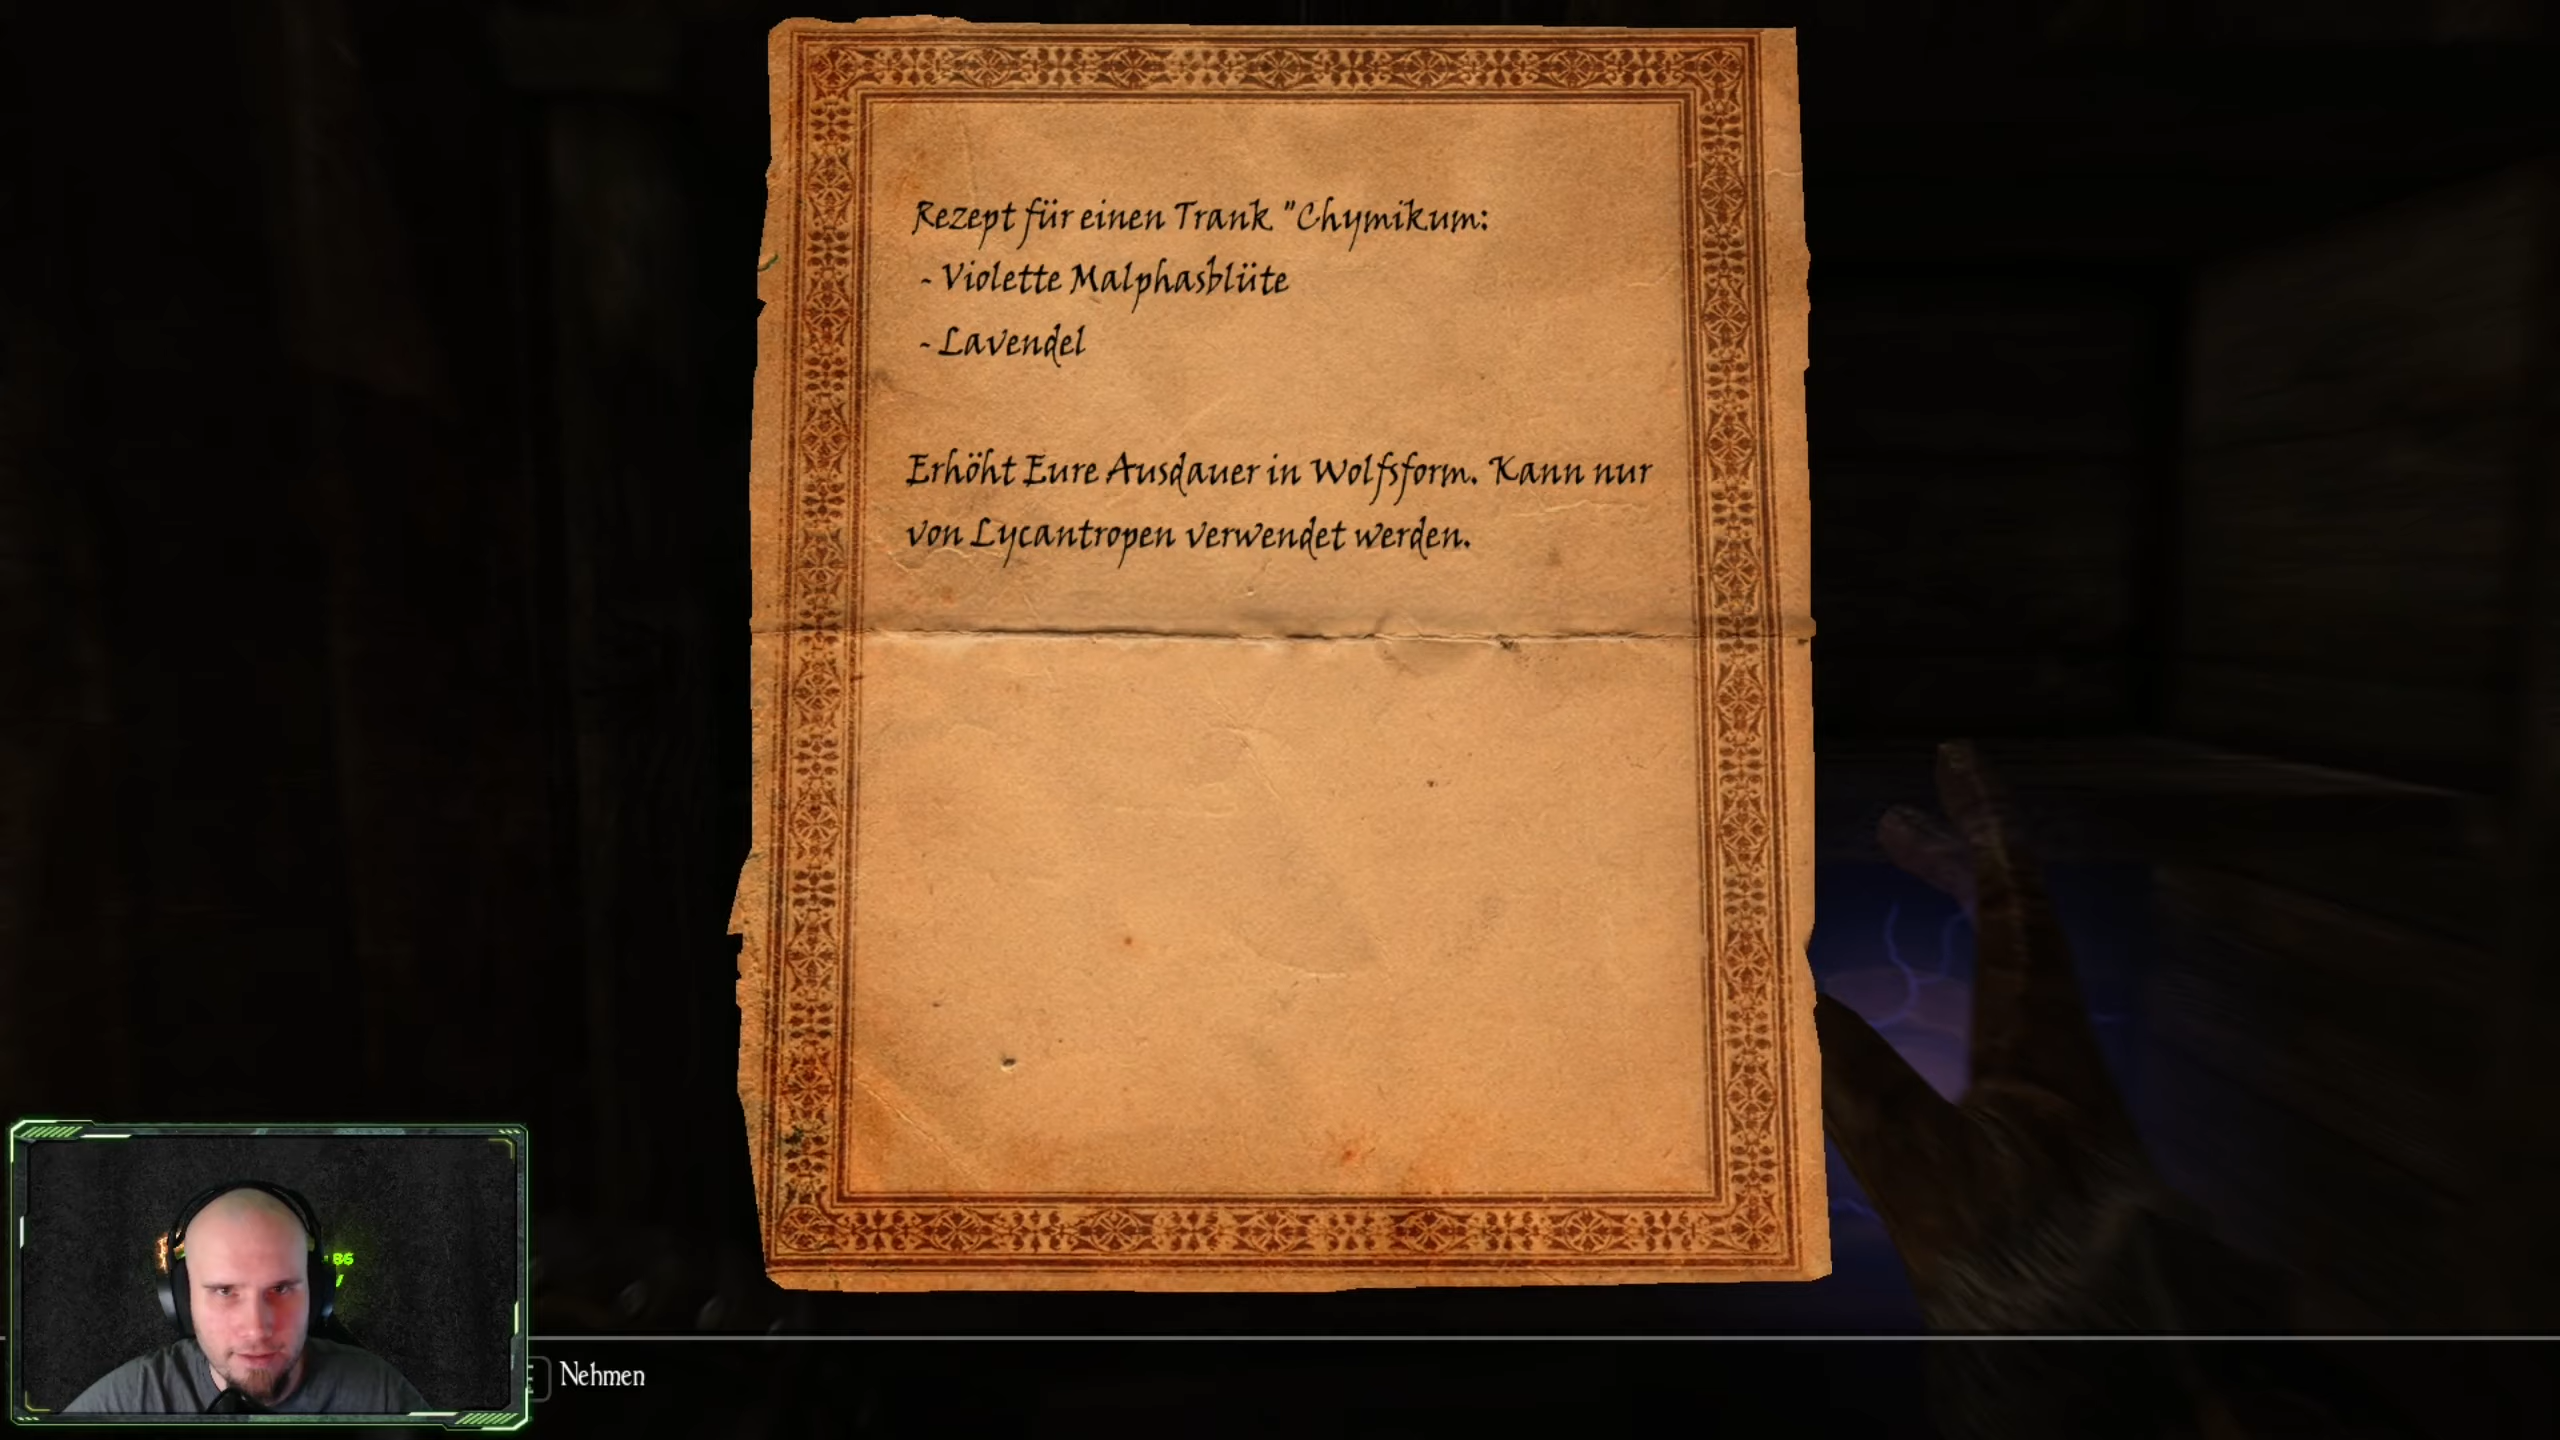 Rezept für einen Trank "Chymikum:
- Violette Malphasblüte
- Lavendel
Erhöht Eure Ausdauer in Wolfsform. Kann nur
von Lycantropen verwendet werden.
B6
E Nehmen